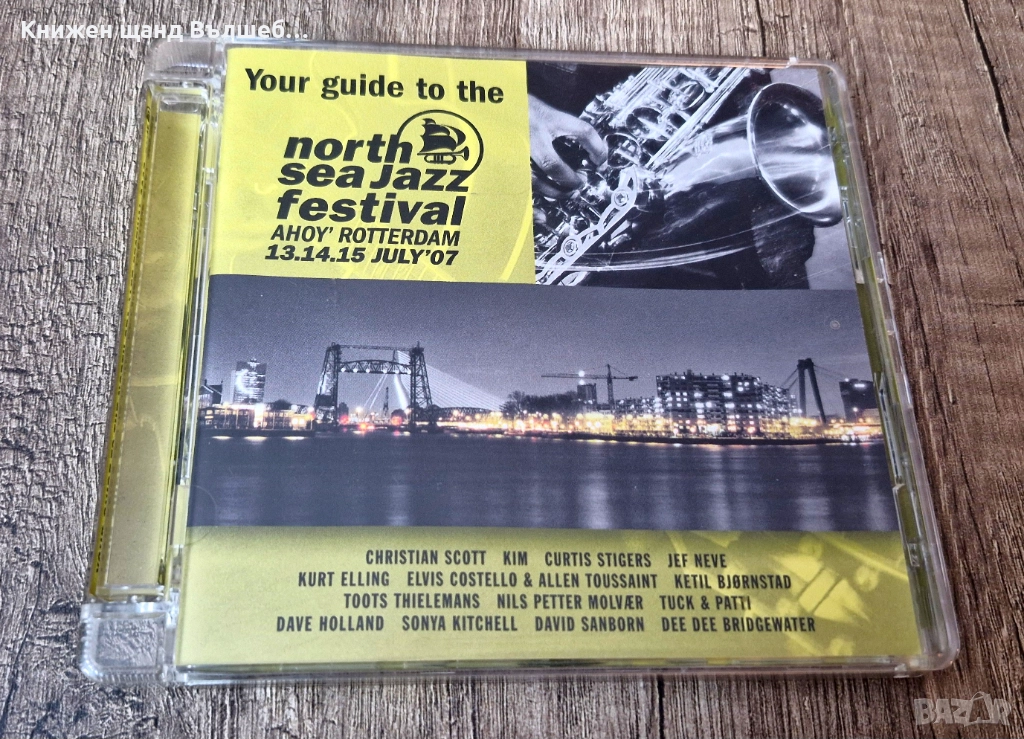 Книжен щанд Вълшеб...
Your guide to the
north
sea Jazz
festival
AHOY' ROTTERDAM
13.14.15 JULY'07
CHRISTIAN SCOTT KIM CURTIS STIGERS JEF NEVE
KURT ELLING ELVIS COSTELLO & ALLEN TOUSSAINT KETIL BJØRNSTAD
TOOTS THIELEMANS NILS PETTER MOLVÆR TUCK & PATTI
DAVE HOLLAND SONYA KITCHELL DAVID SANBORN DEE DEE BRIDGEWATER
BAZAR